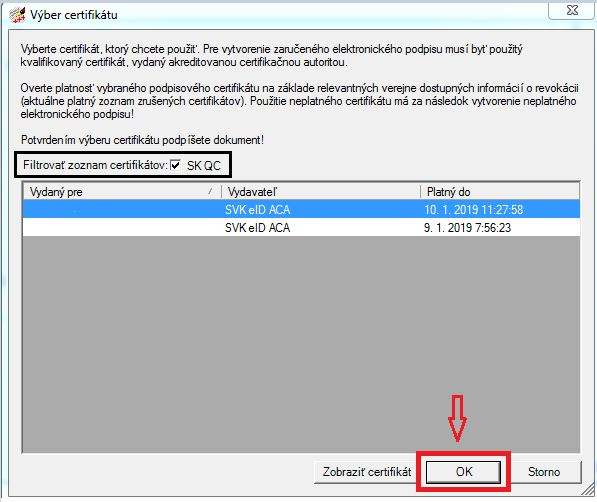 Výber certifikátu
Vyberte certifikát, ktorý chcete použiť. Pre vytvorenie zaručeného elektronického podpisu musí byť použitý
kvalifikovaný certifikát, vydaný akreditovanou certifikačnou autoritou.
Overte platnosť vybraného podpisového certifikátu na základe relevantných verejne dostupných informácií o revokácii
(aktuálne platný zoznam zrušených certifikátov). Použitie neplatného certifikátu má za následok vytvorenie neplatného
elektronického podpisu!
Potvrdením výberu certifikátu podpíšete dokument!
Filtrovať zoznam certifikátov: SK QC
Vydaný pre Vydavateľ Platný do
SVK eID ACA 10. 1. 2019 11:27:58
SVK eID ACA 9. 1. 2019 7:56:23
Zobraziť certifikát OK Storno